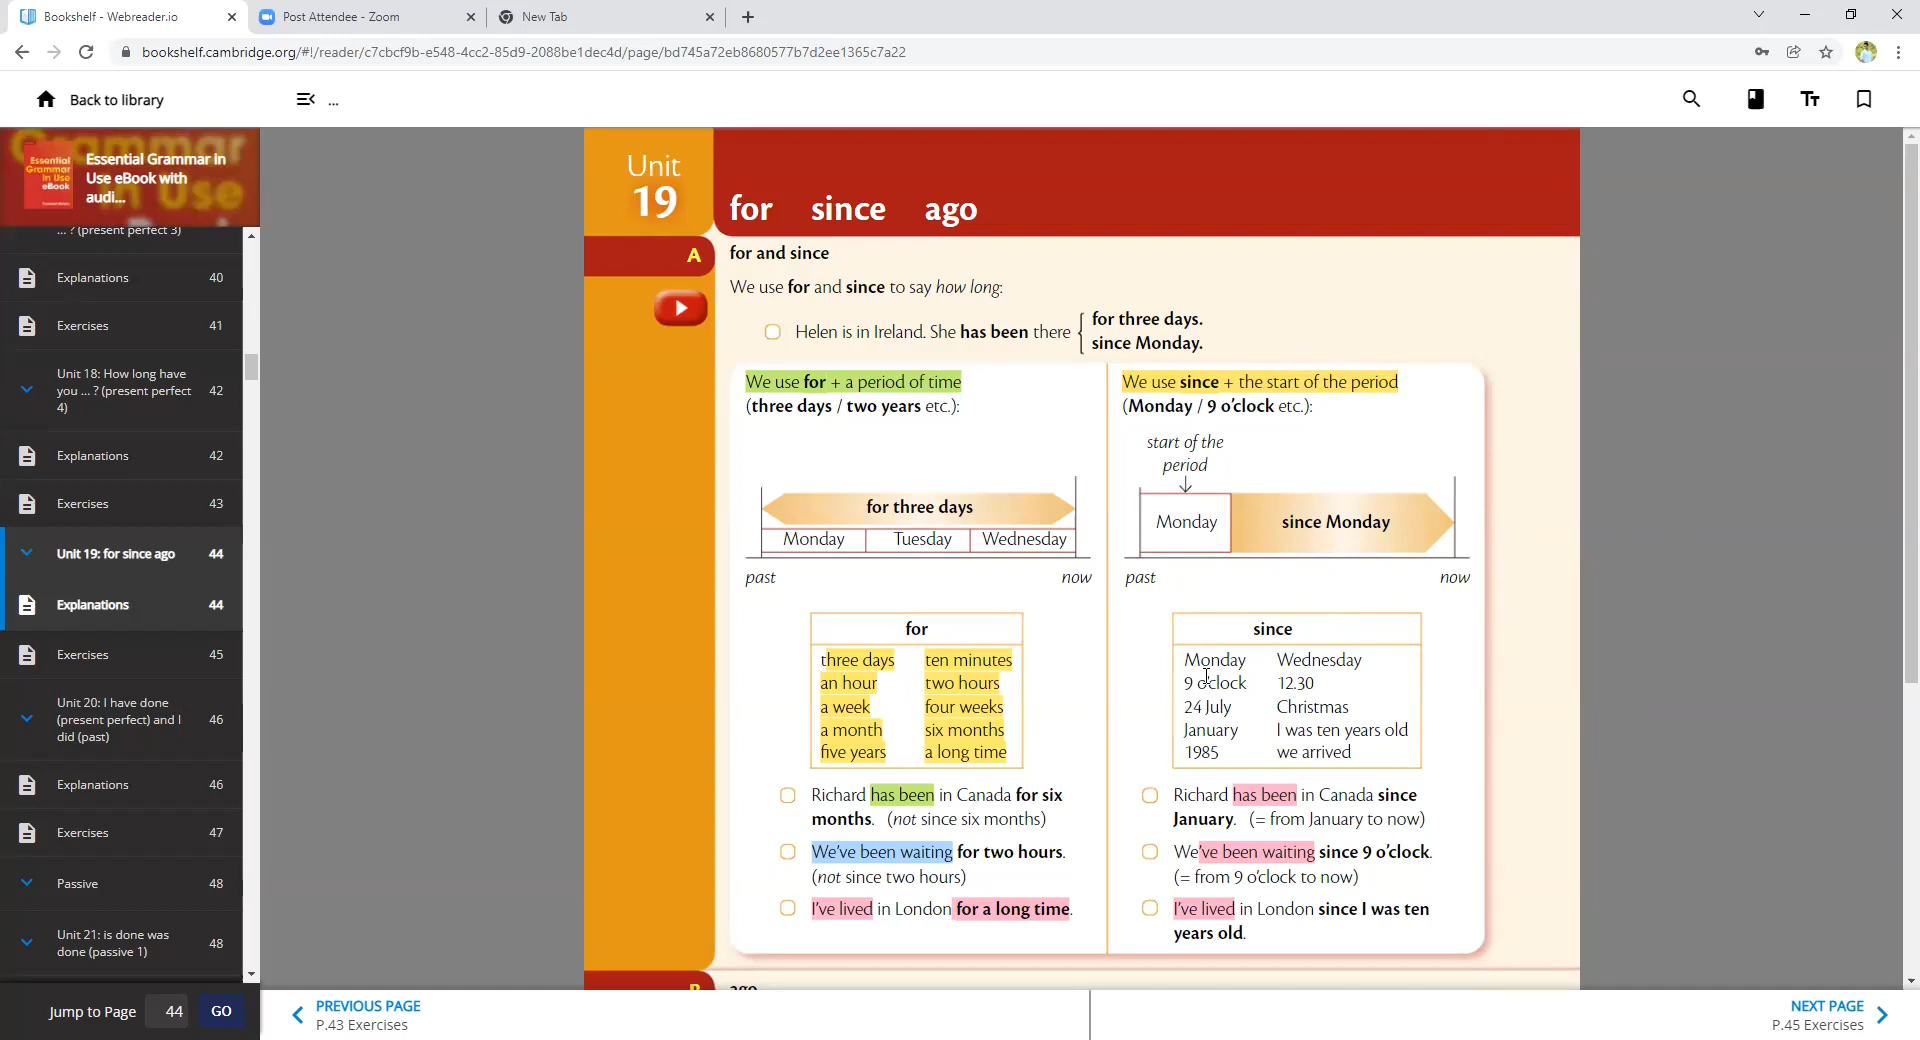 Bookshelf - Webreader.io
Post Attendee - Zoom
New Tab
bookshelf.cambridge.org/#!/reader/c7cbcf9b-e548-4cc2-85d9-2088be1dec4d/page/bd745a72eb8680577b7d2ee1365c7a22
Back to library
...
Essential Grammar in
Use eBook with
audi...
Essential
Grammar
in Use
eBook
... ? (present perfect 3)
Explanations 40
Exercises 41
Unit 18: How long have
you ... ? (present perfect 42
4)
Explanations 42
Exercises 43
Unit 19: for since ago 44
Explanations 44
Exercises 45
Unit 20: I have done
(present perfect) and I 46
did (past)
Explanations 46
Exercises 47
Passive 48
Unit 21: is done was
done (passive 1) 48
Jump to Page 44 GO
Unit
19
for since ago
A
for and since
We use for and since to say how long:
Helen is in Ireland. She has been there
for three days.
since Monday.
We use for + a period of time
(three days / two years etc.):
for three days
Monday Tuesday Wednesday
past now
for
three days ten minutes
an hour two hours
a week four weeks
a month six months
five years a long time
Richard has been in Canada for six
months. (not since six months)
We've been waiting for two hours.
(not since two hours)
I've lived in London for a long time.
We use since + the start of the period
(Monday / 9 o'clock etc.):
start of the
period
Monday since Monday
past now
since
Monday Wednesday
9 o'clock 12.30
24 July Christmas
January I was ten years old
1985 we arrived
Richard has been in Canada since
January. (= from January to now)
We've been waiting since 9 o'clock.
(= from 9 o'clock to now)
I've lived in London since I was ten
years old.
B ago
PREVIOUS PAGE
P.43 Exercises
NEXT PAGE
P.45 Exercises